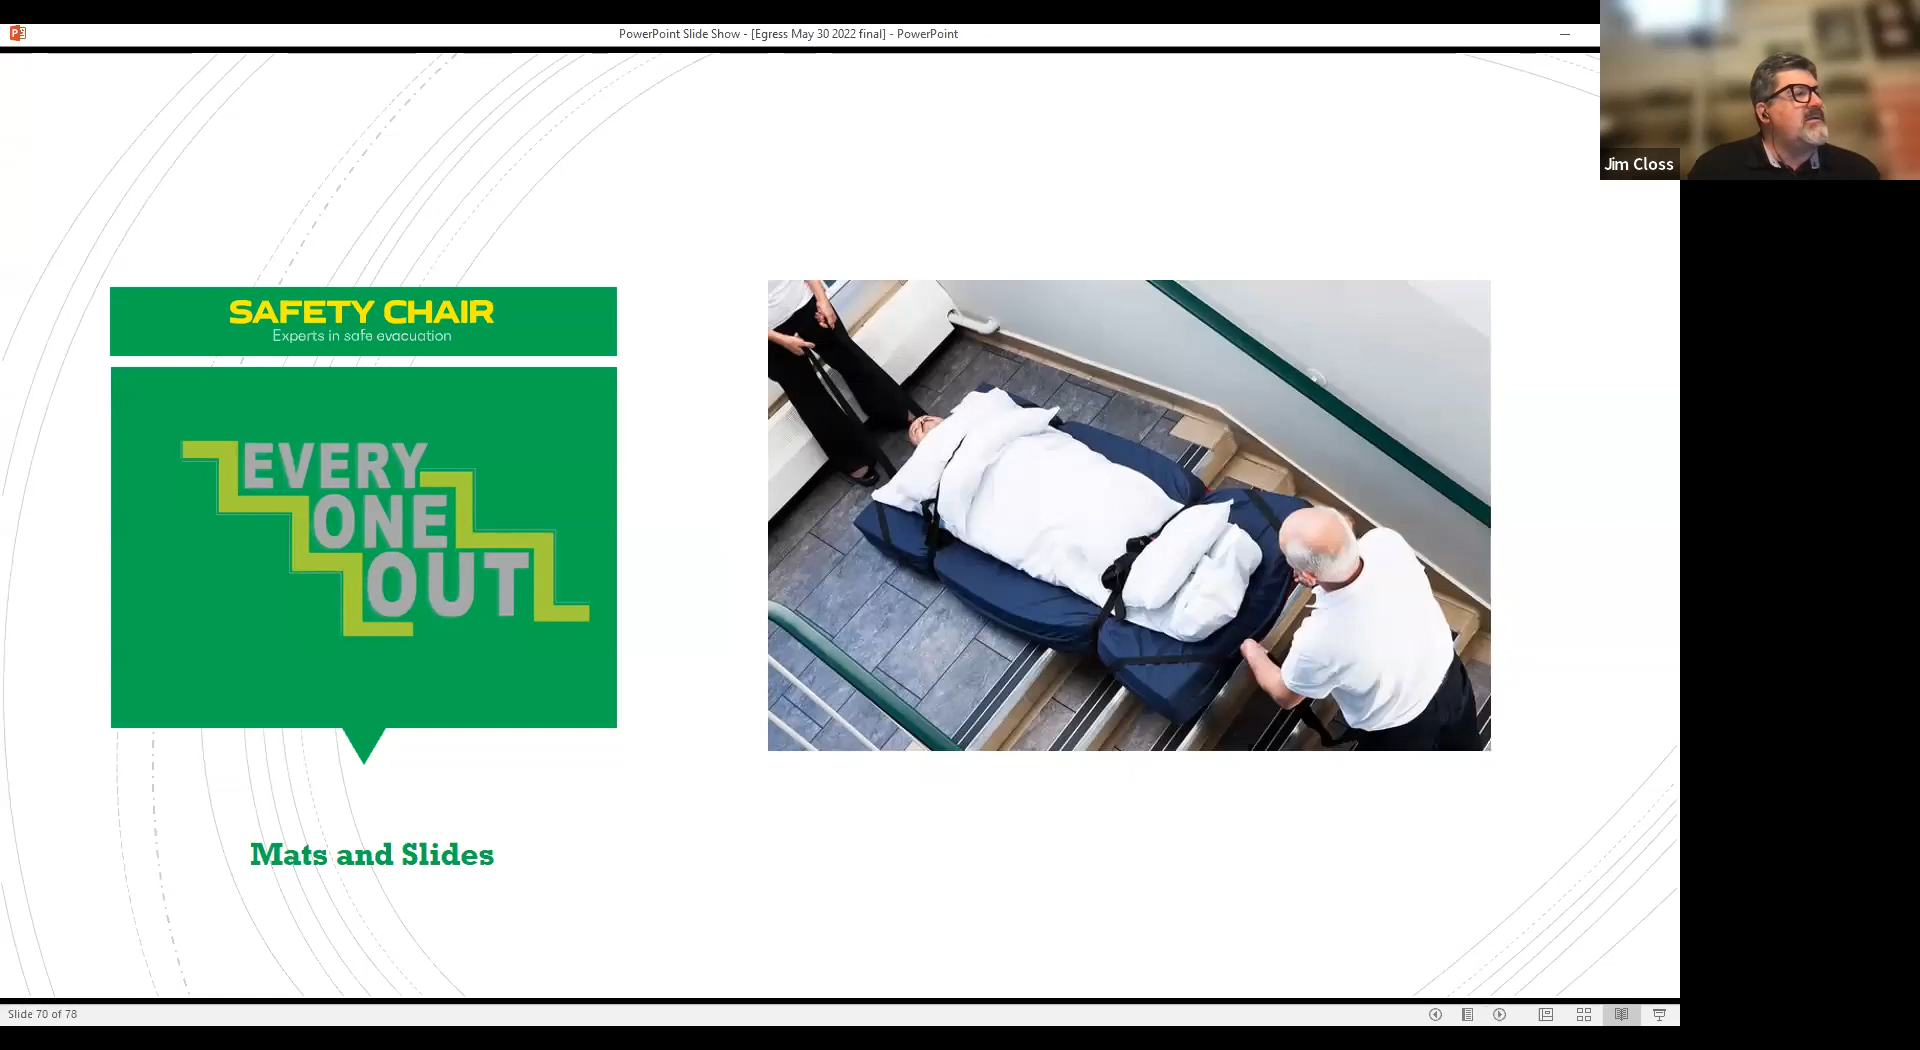 PowerPoint Slide Show - [Egress May 30 2022 final] - PowerPoint
Jim Closs
SAFETY CHAIR
Experts in safe evacuation
EVERY
ONE
OUT
Mats and Slides
Slide 70 of 78